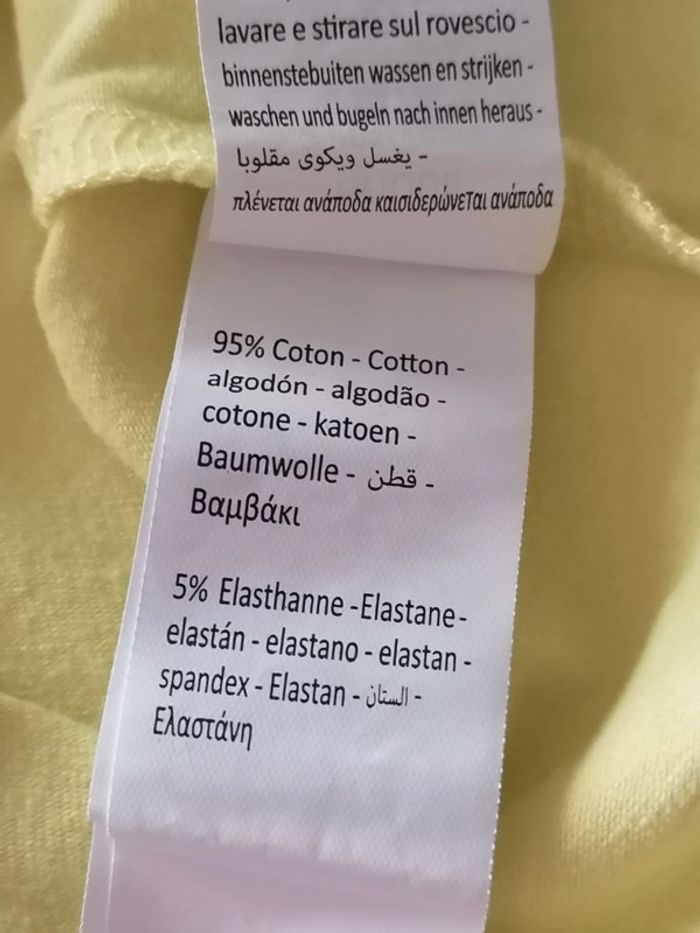 lavare e stirare sul rovescio -
binnenstebuiten wassen en strijken -
waschen und bugeln nach innen heraus -
- يغسل ويكوى مقلوبا
πλένεται ανάποδα καισιδερώνεται ανάποδα
95% Coton - Cotton -
algodón - algodão -
cotone - katoen -
Baumwolle - قطن -
Βαμβάκι
5% Elasthanne -Elastane-
elastán - elastano - elastan -
spandex - Elastan - الستان -
Ελαστάνη